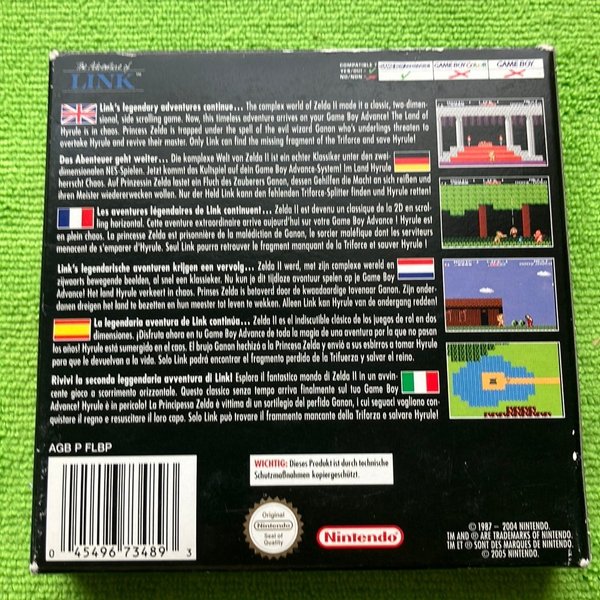 The Adventure of
LINK™
COMPATIBLE
YES/OUI
NO/NON
GAME BOY ADVANCE
GAME BOY COLOR
GAME BOY
Link's legendary adventures continue... The complex world of Zelda II made it a classic, two-dimen-
sional, side scrolling game. Now, this timeless adventure arrives on your Game Boy Advance! The Land of
Hyrule is in chaos. Princess Zelda is trapped under the spell of the evil wizard Ganon who's underlings threaten to
overtake Hyrule and revive their master. Only Link can find the missing fragment of the Triforce and save Hyrule!
Das Abenteuer geht weiter... Die komplexe Welt von Zelda II ist ein echter Klassiker unter den zwei-
dimensionalen NES-Spielen. Jetzt kommt das Kultspiel auf dein Game Boy Advance-System! Im Land Hyrule
herrscht Chaos. Auf Prinzessin Zelda lastet ein Fluch des Zauberers Ganon, dessen Gehilfen die Macht an sich reißen und
ihren Meister wiedererwecken wollen. Nur der Held Link kann den fehlenden Triforce-Splitter finden und Hyrule retten!
Les aventures légendaires de Link continuent... Zelda II est devenu un classique de la 2D en scrol-
ling horizontal. Cette aventure extraordinaire arrive aujourd'hui sur votre Game Boy Advance ! Hyrule est
en plein chaos. La princesse Zelda est prisonnière de la malédiction de Ganon, le sorcier maléfique dont les serviteurs
menacent de s'emparer d'Hyrule. Seul Link pourra retrouver le fragment manquant de la Triforce et sauver Hyrule !
Link's legendarische avonturen krijgen een vervolg... Zelda II werd, met zijn complexe wereld en
zijwaarts bewegende beelden, al snel een klassieker. Nu kun je dit tijdloze avontuur spelen op je Game Boy
Advance! Het land Hyrule verkeert in chaos. Prinses Zelda is betoverd door de kwaadaardige tovenaar Ganon. Zijn onder-
danen dreigen het land te bezetten en hun meester tot leven te wekken. Alleen Link kan Hyrule van de ondergang redden!
La legendaria aventura de Link continúa... Zelda II es el indiscutible clásico de los juegos de rol en dos
dimensiones. ¡Disfruta ahora en tu Game Boy Advance de toda la magia de una aventura por la que no pasan
los años! Hyrule está sumergido en el caos. El brujo Ganon hechizó a la Princesa Zelda y envió a sus esbirros a tomar Hyrule
para que le devuelvan a la vida. Solo Link podrá encontrar el fragmento perdido de la Trifuerza y salvar el reino.
Rivivi la seconda leggendaria avventura di Link! Esplora il fantastico mondo di Zelda II in un avvin-
cente gioco a scorrimento orizzontale. Questo classico senza tempo arriva finalmente sul tuo Game Boy
Advance! Hyrule è in pericolo! La Principessa Zelda è vittima di un sortilegio del perfido Ganon, i cui seguaci vogliono con-
quistare il regno e resuscitare il loro capo. Solo Link può trovare il frammento mancante della Triforza e salvare Hyrule!
AGB P FLBP
WICHTIG: Dieses Produkt ist durch technische
Schutzmaßnahmen kopiergeschützt.
0 45496 73489 3
Original
Nintendo
Seal of
Quality
Nintendo
© 1987 – 2004 NINTENDO.
TM AND ® ARE TRADEMARKS OF NINTENDO.
TM ET ® SONT DES MARQUES DE NINTENDO.
© 2005 NINTENDO.